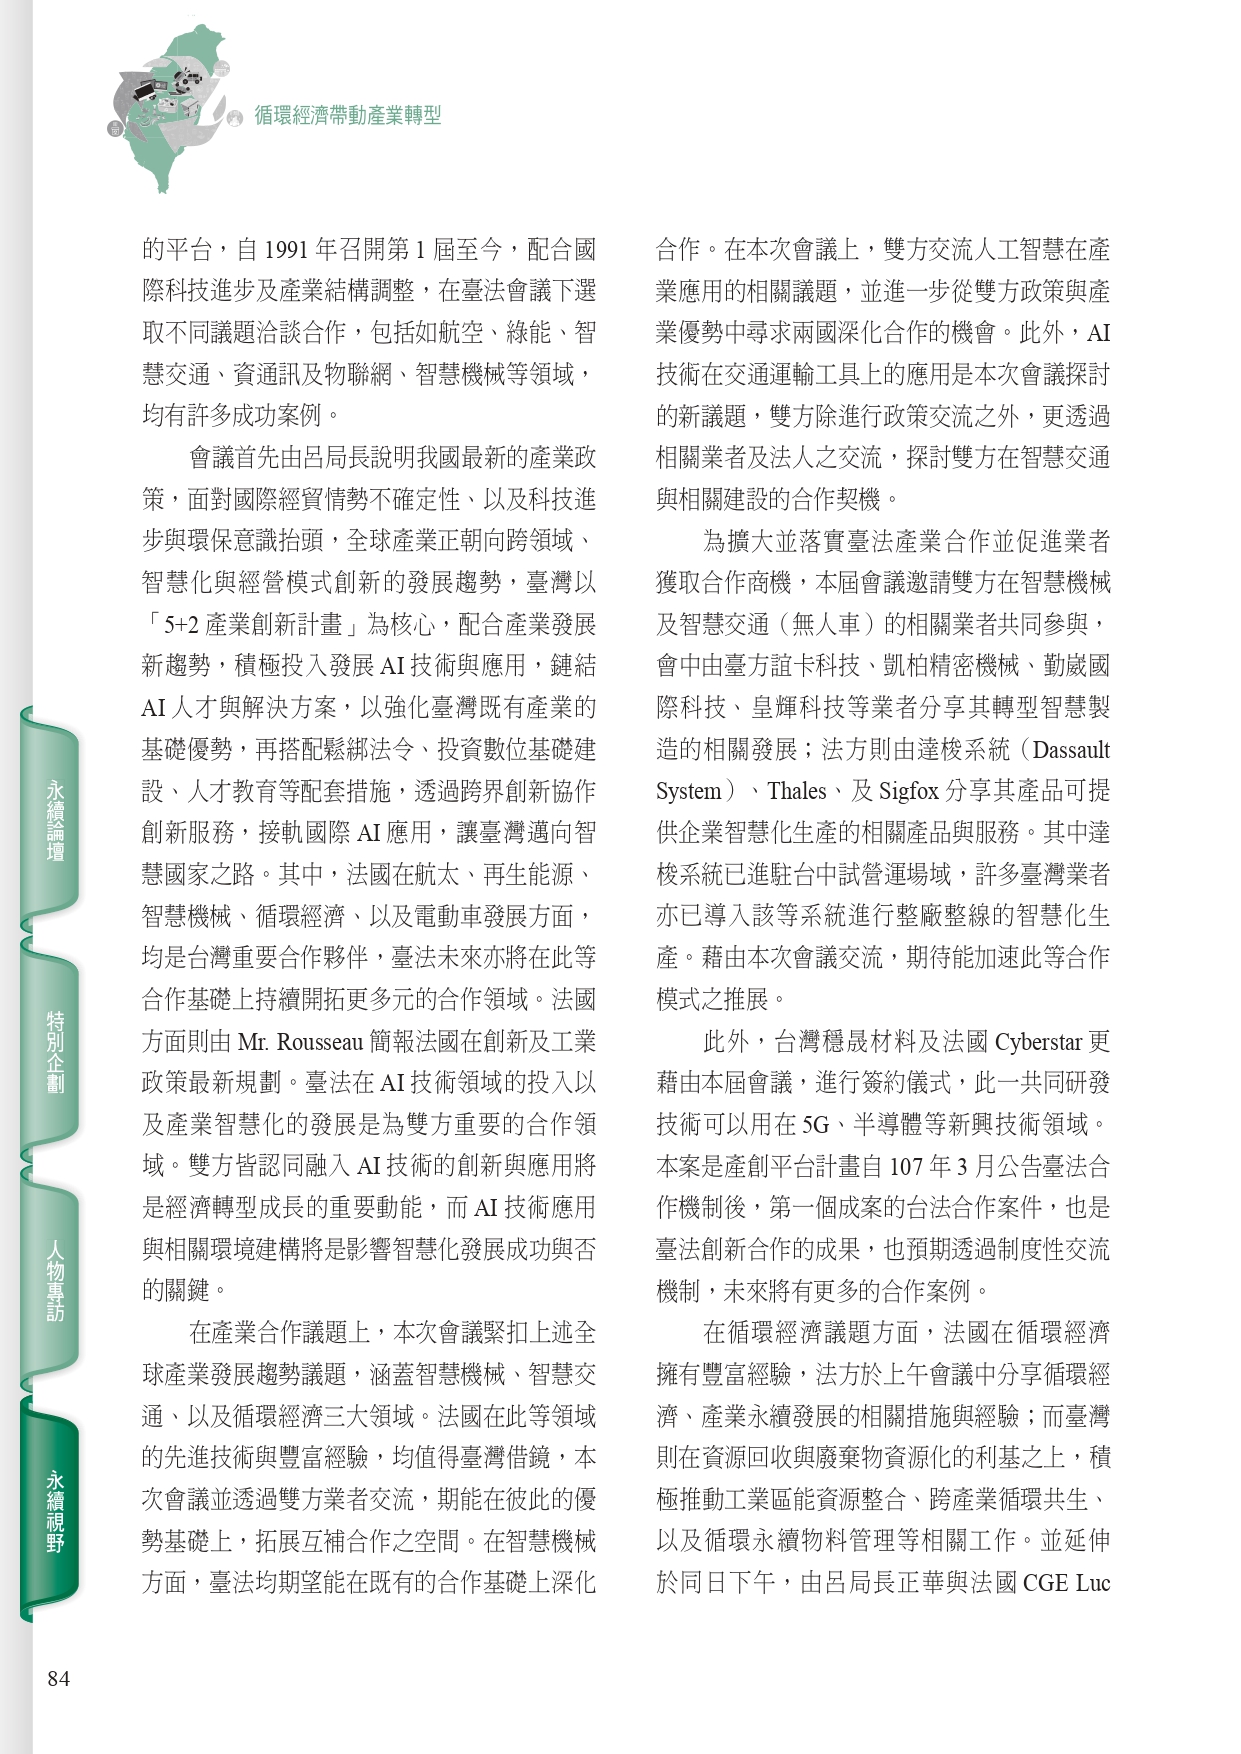 循環經濟帶動產業轉型
的平台，自 1991 年召開第 1 屆至今，配合國
際科技進步及產業結構調整，在臺法會議下選
取不同議題洽談合作，包括如航空、綠能、智
慧交通、資通訊及物聯網、智慧機械等領域，
均有許多成功案例。
會議首先由呂局長說明我國最新的產業政
策，面對國際經貿情勢不確定性、以及科技進
步與環保意識抬頭，全球產業正朝向跨領域、
智慧化與經營模式創新的發展趨勢，臺灣以
「5+2 產業創新計畫」為核心，配合產業發展
新趨勢，積極投入發展 AI 技術與應用，鏈結
AI 人才與解決方案，以強化臺灣既有產業的
基礎優勢，再搭配鬆綁法令、投資數位基礎建
設、人才教育等配套措施，透過跨界創新協作
創新服務，接軌國際 AI 應用，讓臺灣邁向智
慧國家之路。其中，法國在航太、再生能源、
智慧機械、循環經濟、以及電動車發展方面，
均是台灣重要合作夥伴，臺法未來亦將在此等
合作基礎上持續開拓更多元的合作領域。法國
方面則由 Mr. Rousseau 簡報法國在創新及工業
政策最新規劃。臺法在 AI 技術領域的投入以
及產業智慧化的發展是為雙方重要的合作領
域。雙方皆認同融入 AI 技術的創新與應用將
是經濟轉型成長的重要動能，而 AI 技術應用
與相關環境建構將是影響智慧化發展成功與否
的關鍵。
在產業合作議題上，本次會議緊扣上述全
球產業發展趨勢議題，涵蓋智慧機械、智慧交
通、以及循環經濟三大領域。法國在此等領域
的先進技術與豐富經驗，均值得臺灣借鏡，本
次會議並透過雙方業者交流，期能在彼此的優
勢基礎上，拓展互補合作之空間。在智慧機械
方面，臺法均期望能在既有的合作基礎上深化
合作。在本次會議上，雙方交流人工智慧在產
業應用的相關議題，並進一步從雙方政策與產
業優勢中尋求兩國深化合作的機會。此外，AI
技術在交通運輸工具上的應用是本次會議探討
的新議題，雙方除進行政策交流之外，更透過
相關業者及法人之交流，探討雙方在智慧交通
與相關建設的合作契機。
為擴大並落實臺法產業合作並促進業者
獲取合作商機，本屆會議邀請雙方在智慧機械
及智慧交通（無人車）的相關業者共同參與，
會中由臺方誼卡科技、凱柏精密機械、勤崴國
際科技、皇輝科技等業者分享其轉型智慧製
造的相關發展；法方則由達梭系統（Dassault
System）、Thales、及 Sigfox 分享其產品可提
供企業智慧化生產的相關產品與服務。其中達
梭系統已進駐台中試營運場域，許多臺灣業者
亦已導入該等系統進行整廠整線的智慧化生
產。藉由本次會議交流，期待能加速此等合作
模式之推展。
此外，台灣穩晟材料及法國 Cyberstar 更
藉由本屆會議，進行簽約儀式，此一共同研發
技術可以用在 5G、半導體等新興技術領域。
本案是產創平台計畫自 107 年 3 月公告臺法合
作機制後，第一個成案的台法合作案件，也是
臺法創新合作的成果，也預期透過制度性交流
機制，未來將有更多的合作案例。
在循環經濟議題方面，法國在循環經濟
擁有豐富經驗，法方於上午會議中分享循環經
濟、產業永續發展的相關措施與經驗；而臺灣
則在資源回收與廢棄物資源化的利基之上，積
極推動工業區能資源整合、跨產業循環共生、
以及循環永續物料管理等相關工作。並延伸
於同日下午，由呂局長正華與法國 CGE Luc
永續論壇
特別企劃
人物專訪
永續視野
84